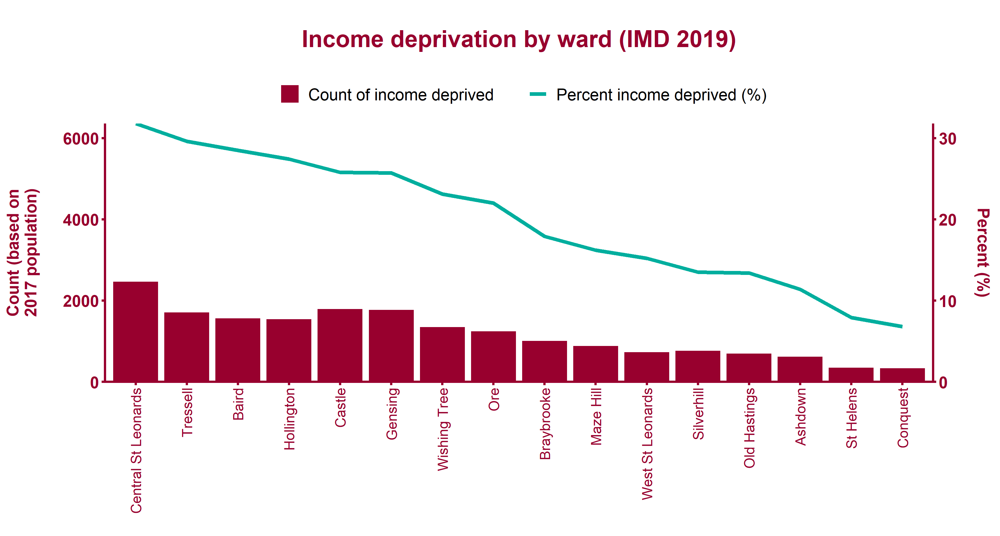 Income deprivation by ward (IMD 2019)
Count of income deprived
Percent income deprived (%)
Count (based on
2017 population)
6000
4000
2000
0
30
20
10
0
Percent (%)
Central St Leonards
Tressell
Baird
Hollington
Castle
Gensing
Wishing Tree
Ore
Braybrooke
Maze Hill
West St Leonards
Silverhill
Old Hastings
Ashdown
St Helens
Conquest